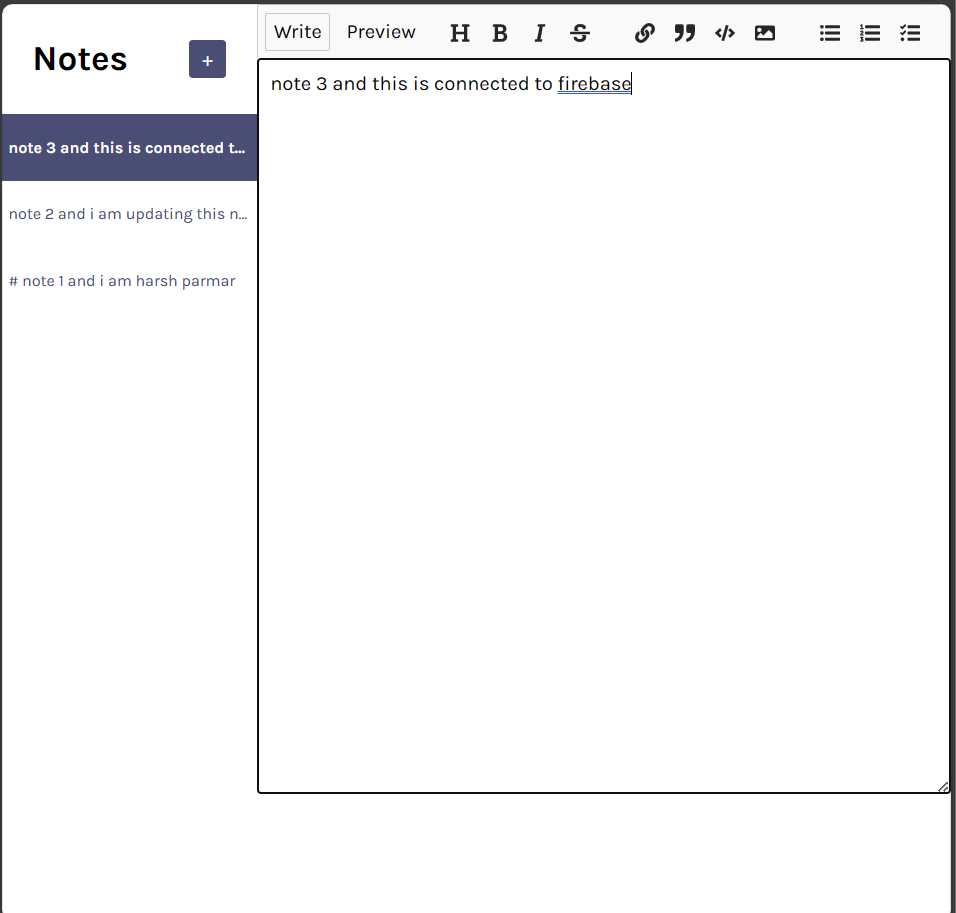 Notes
+
Write Preview
note 3 and this is connected t...
note 2 and i am updating this n...
# note 1 and i am harsh parmar
note 3 and this is connected to firebase